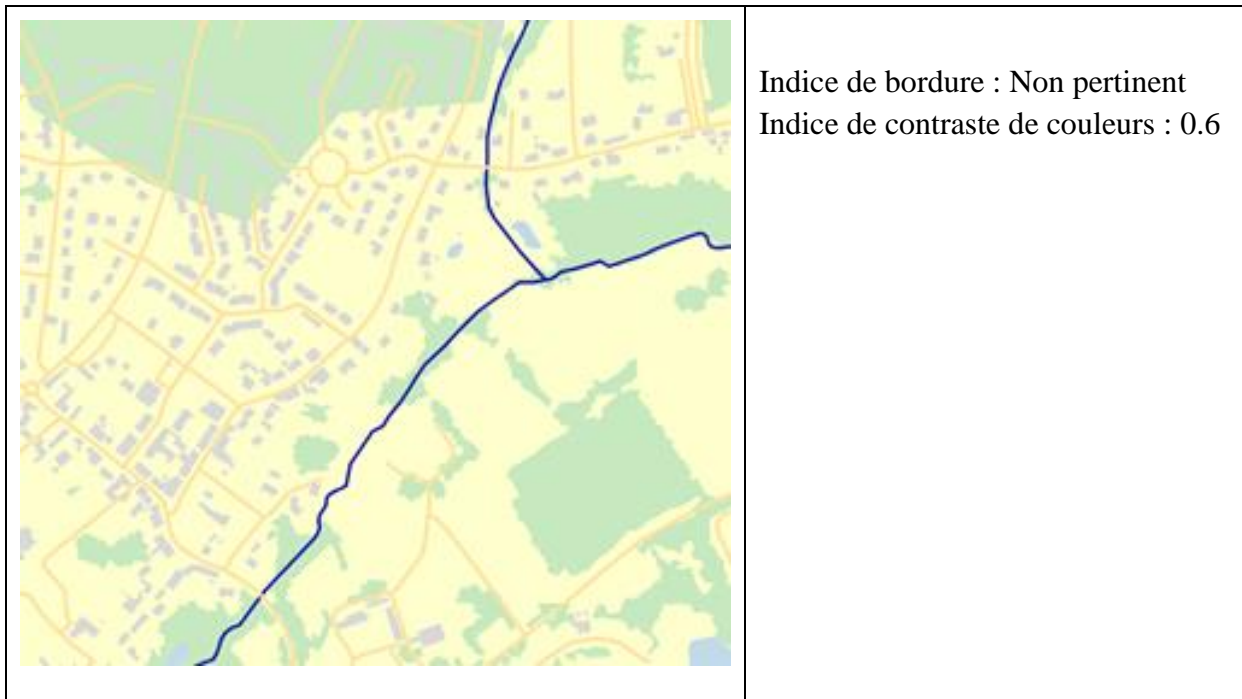 Indice de bordure : Non pertinent
Indice de contraste de couleurs : 0.6